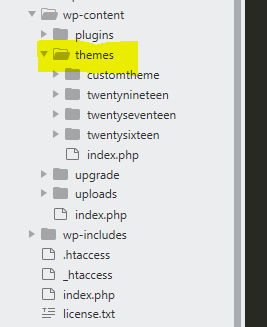 wp-content
plugins
themes
customtheme
twentynineteen
twentyseventeen
twentysixteen
index.php
upgrade
uploads
index.php
wp-includes
.htaccess
_htaccess
index.php
license.txt